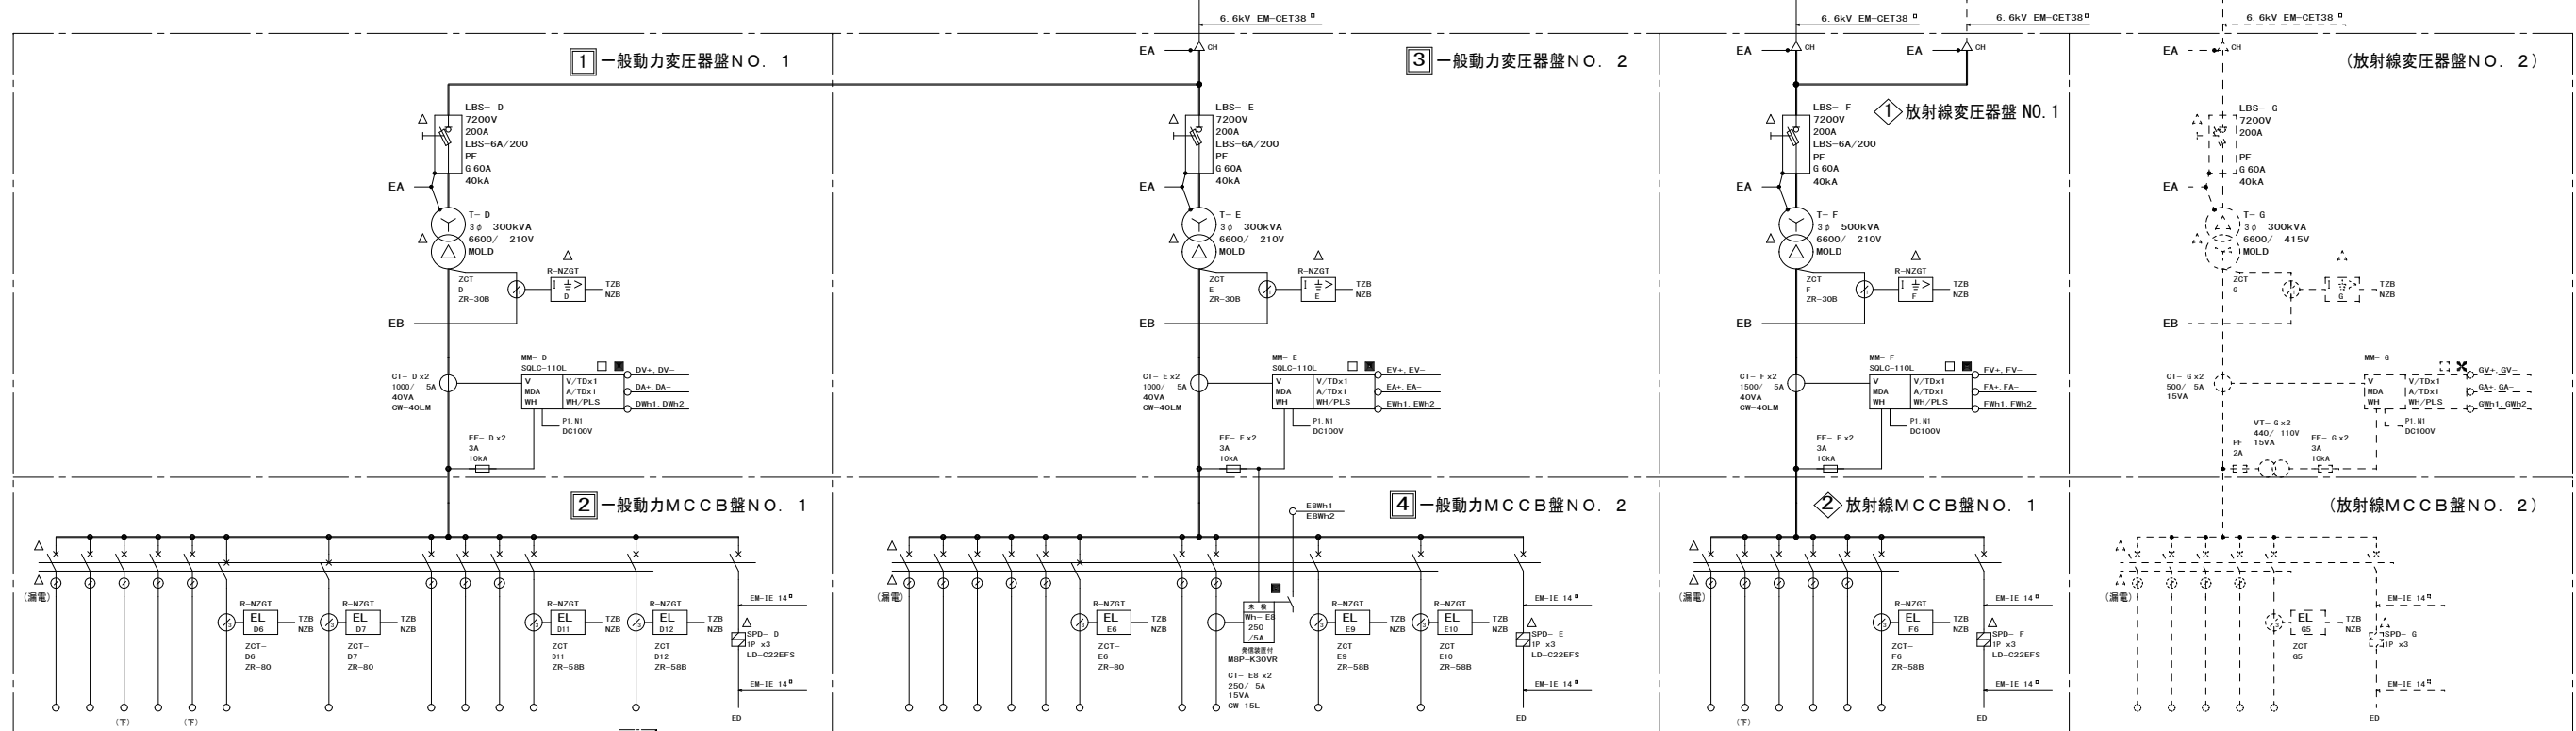 6.6kV EM-CET38□
6.6kV EM-CET38□
6.6kV EM-CET38□
6.6kV EM-CET38□
1 一般動力変圧器盤NO. 1
LBS- D
7200V
200A
LBS-6A/200
PF
G 60A
40kA
EA
T- D
3φ 300kVA
6600/ 210V
MOLD
ZCT
D
ZR-30B
R-NZGT
I >
D
TZB
NZB
EB
CT- D x2
1000/ 5A
40VA
CW-40LM
MM- D
SQLC-110L
V
MDA
WH
V/TDx1
A/TDx1
WH/PLS
DV+, DV-
DA+, DA-
DWh1, DWh2
P1, N1
DC100V
EF- D x2
3A
10kA
EA
CH
3 一般動力変圧器盤NO. 2
LBS- E
7200V
200A
LBS-6A/200
PF
G 60A
40kA
EA
T- E
3φ 300kVA
6600/ 210V
MOLD
ZCT
E
ZR-30B
R-NZGT
I >
E
TZB
NZB
EB
CT- E x2
1000/ 5A
40VA
CW-40LM
MM- E
SQLC-110L
V
MDA
WH
V/TDx1
A/TDx1
WH/PLS
EV+, EV-
EA+, EA-
EWh1, EWh2
P1, N1
DC100V
EF- E x2
3A
10kA
EA
CH
EA
CH
1 放射線変圧器盤 NO.1
LBS- F
7200V
200A
LBS-6A/200
PF
G 60A
40kA
EA
T- F
3φ 500kVA
6600/ 210V
MOLD
ZCT
F
ZR-30B
R-NZGT
I >
F
TZB
NZB
EB
CT- F x2
1500/ 5A
40VA
CW-40LM
MM- F
SQLC-110L
V
MDA
WH
V/TDx1
A/TDx1
WH/PLS
FV+, FV-
FA+, FA-
FWh1, FWh2
P1, N1
DC100V
EF- F x2
3A
10kA
EA
CH
(放射線変圧器盤NO. 2)
LBS- G
7200V
200A
PF
G 60A
40kA
EA
T- G
3φ 300kVA
6600/ 415V
MOLD
ZCT
G
I >
G
TZB
NZB
EB
CT- G x2
500/ 5A
15VA
MM- G
V
MDA
WH
V/TDx1
A/TDx1
WH/PLS
GV+, GV-
GA+, GA-
GWh1, GWh2
P1, N1
DC100V
PF
2A
VT- G x2
440/ 110V
15VA
EF- G x2
3A
10kA
2 一般動力MCCB盤NO. 1
(漏電)
R-NZGT
EL
D6
TZB
NZB
ZCT-
D6
ZR-80
R-NZGT
EL
D7
TZB
NZB
ZCT-
D7
ZR-80
R-NZGT
EL
D11
TZB
NZB
ZCT
D11
ZR-58B
R-NZGT
EL
D12
TZB
NZB
ZCT
D12
ZR-58B
EM-IE 14□
SPD- D
1P x3
LD-C22EFS
EM-IE 14□
ED
(下)
(下)
4 一般動力MCCB盤NO. 2
E8Wh1
E8Wh2
(漏電)
R-NZGT
EL
E6
TZB
NZB
ZCT-
E6
ZR-80
Wh- E8
250
/5A
発信装置付
M8P-K30VR
CT- E8 x2
250/ 5A
15VA
CW-15L
R-NZGT
EL
E9
TZB
NZB
ZCT
E9
ZR-58B
R-NZGT
EL
E10
TZB
NZB
ZCT
E10
ZR-58B
EM-IE 14□
SPD- E
1P x3
LD-C22EFS
EM-IE 14□
ED
2 放射線MCCB盤NO. 1
(漏電)
R-NZGT
EL
F6
TZB
NZB
ZCT-
F6
ZR-58B
EM-IE 14□
SPD- F
1P x3
LD-C22EFS
EM-IE 14□
ED
(下)
(放射線MCCB盤NO. 2)
(漏電)
EL
G5
TZB
NZB
ZCT
G5
EM-IE 14□
SPD- G
1P x3
EM-IE 14□
ED